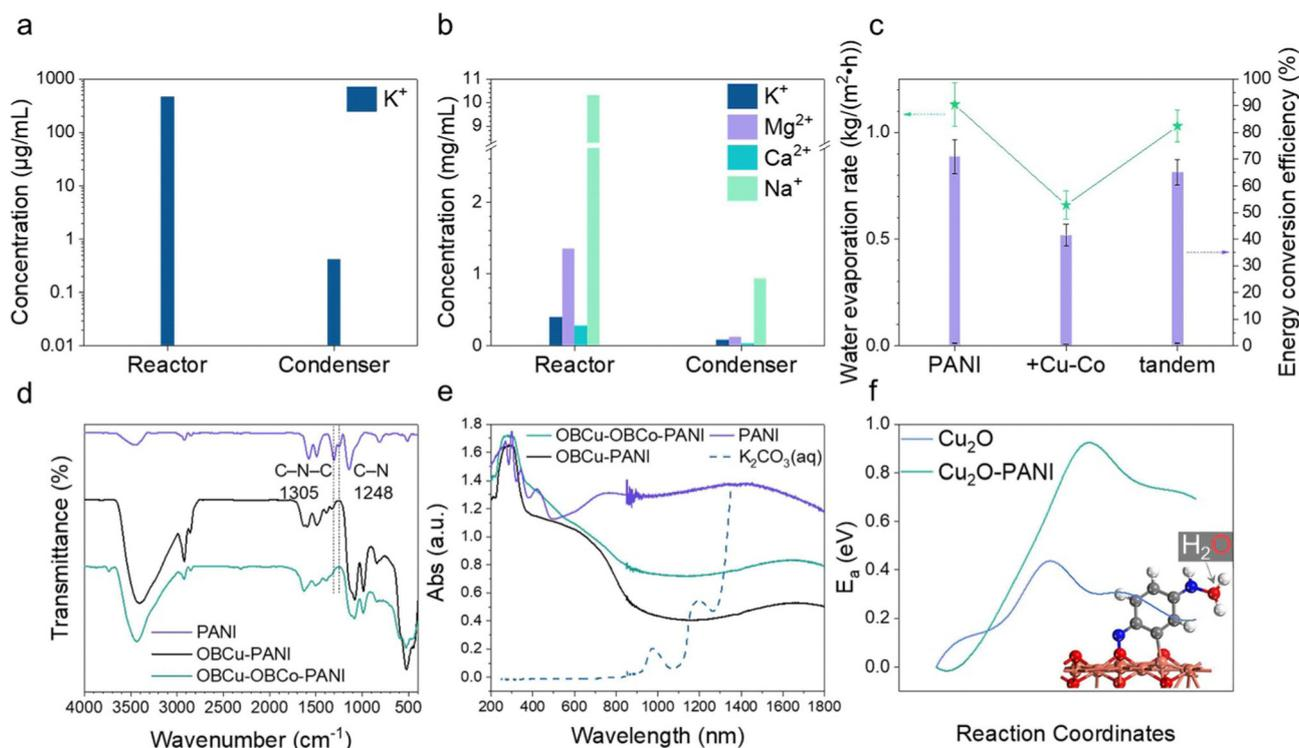 a
Concentration (μg/mL)
1000
100
10
1
0.1
0.01
K⁺
Reactor
Condenser
b
Concentration (mg/mL)
11
10
9
2
1
0
K⁺
Mg²⁺
Ca²⁺
Na⁺
Reactor
Condenser
c
Water evaporation rate (kg/(m²•h))
1.0
0.5
0.0
100
90
80
70
60
50
40
30
20
10
0
Energy conversion efficiency (%)
PANI
+Cu-Co
tandem
d
Transmittance (%)
C–N–C
1305
C–N
1248
PANI
OBCu-PANI
OBCu-OBCo-PANI
4000 3500 3000 2500 2000 1500 1000 500
Wavenumber (cm⁻¹)
e
Abs (a.u.)
1.8
1.6
1.4
1.2
1.0
0.8
0.6
0.4
0.2
0.0
OBCu-OBCo-PANI
PANI
OBCu-PANI
K₂CO₃(aq)
200 400 600 800 1000 1200 1400 1600 1800
Wavelength (nm)
f
Eₐ (eV)
1.0
0.8
0.6
0.4
0.2
0.0
Cu₂O
Cu₂O-PANI
H₂O
Reaction Coordinates